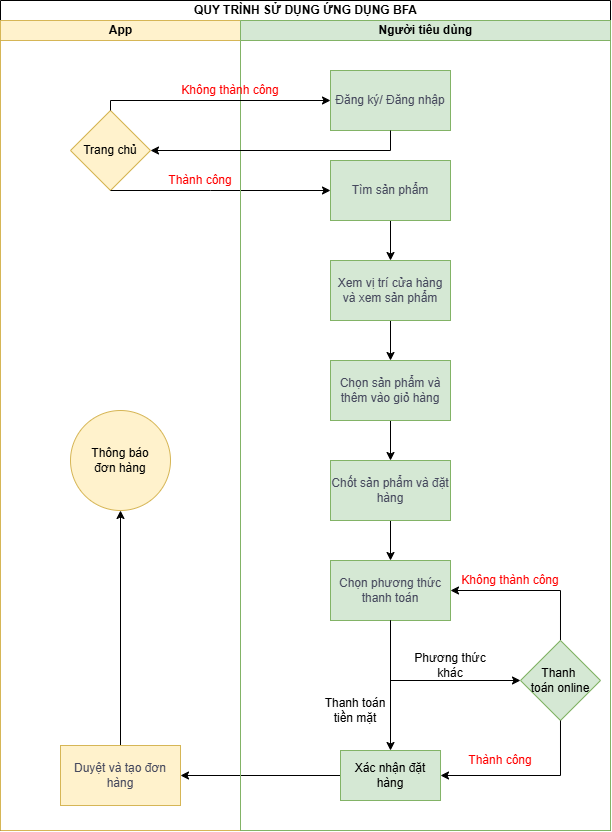 QUY TRÌNH SỬ DỤNG ỨNG DỤNG BFA
App
Người tiêu dùng
Không thành công
Đăng ký/ Đăng nhập
Trang chủ
Thành công
Tìm sản phẩm
Xem vị trí cửa hàng
và xem sản phẩm
Chọn sản phẩm và
thêm vào giỏ hàng
Thông báo
đơn hàng
Chốt sản phẩm và đặt
hàng
Chọn phương thức
thanh toán
Không thành công
Phương thức
khác
Thanh
toán online
Thanh toán
tiền mặt
Thành công
Xác nhận đặt
hàng
Duyệt và tạo đơn
hàng